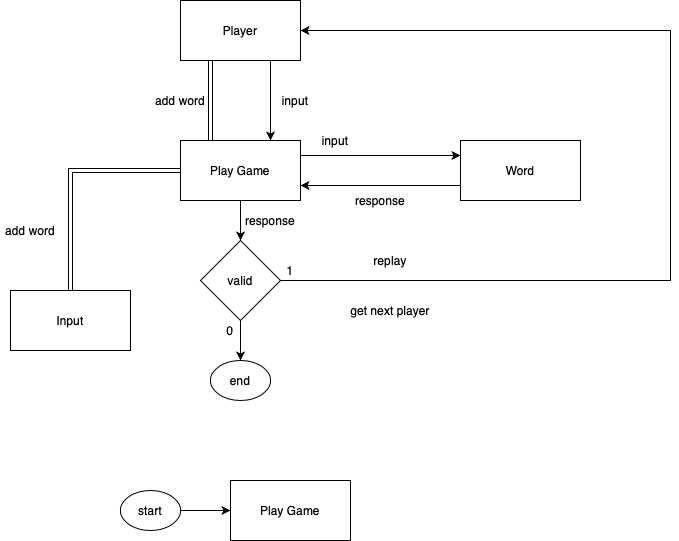 Player
add word
input
input
Play Game
Word
response
response
add word
replay
1
valid
Input
get next player
0
end
start
Play Game